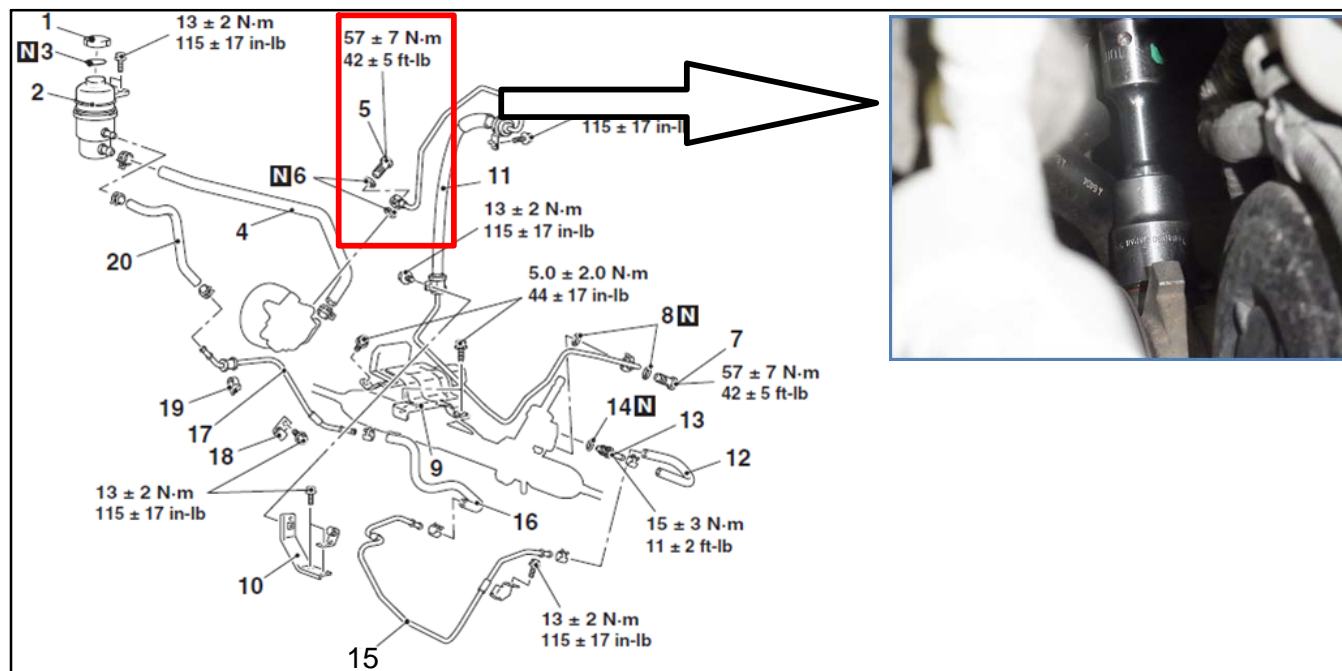 1
13 ± 2 N·m
115 ± 17 in-lb
N 3
2
57 ± 7 N·m
42 ± 5 ft-lb
5
115 ± 17 in-lb
N 6
11
4
13 ± 2 N·m
115 ± 17 in-lb
20
5.0 ± 2.0 N·m
44 ± 17 in-lb
8 N
7
57 ± 7 N·m
42 ± 5 ft-lb
19
17
14 N
13
12
18
9
13 ± 2 N·m
115 ± 17 in-lb
16
15 ± 3 N·m
11 ± 2 ft-lb
10
13 ± 2 N·m
115 ± 17 in-lb
15